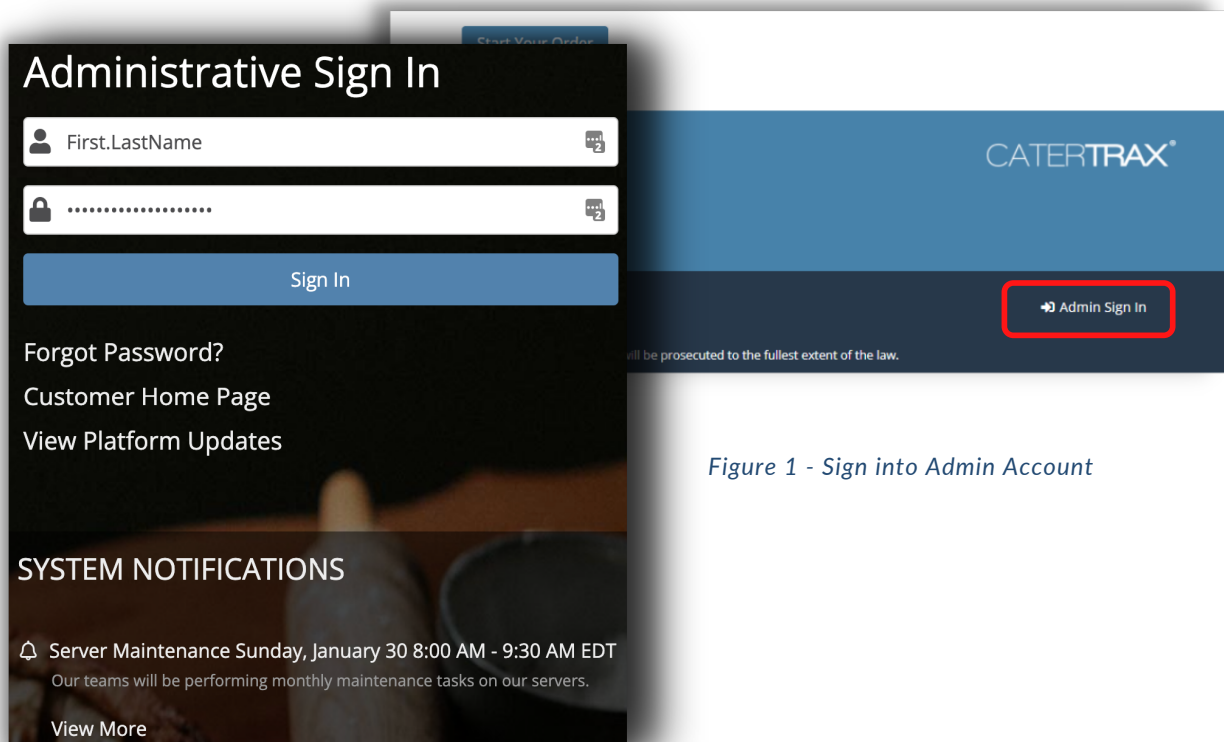 Start Your Order
Administrative Sign In
First.LastName
2
••••••••••••••••••••
2
Sign In
Forgot Password?
Customer Home Page
View Platform Updates
SYSTEM NOTIFICATIONS
Server Maintenance Sunday, January 30 8:00 AM - 9:30 AM EDT
Our teams will be performing monthly maintenance tasks on our servers.
View More
CATERTRAX®
Admin Sign In
will be prosecuted to the fullest extent of the law.
Figure 1 - Sign into Admin Account